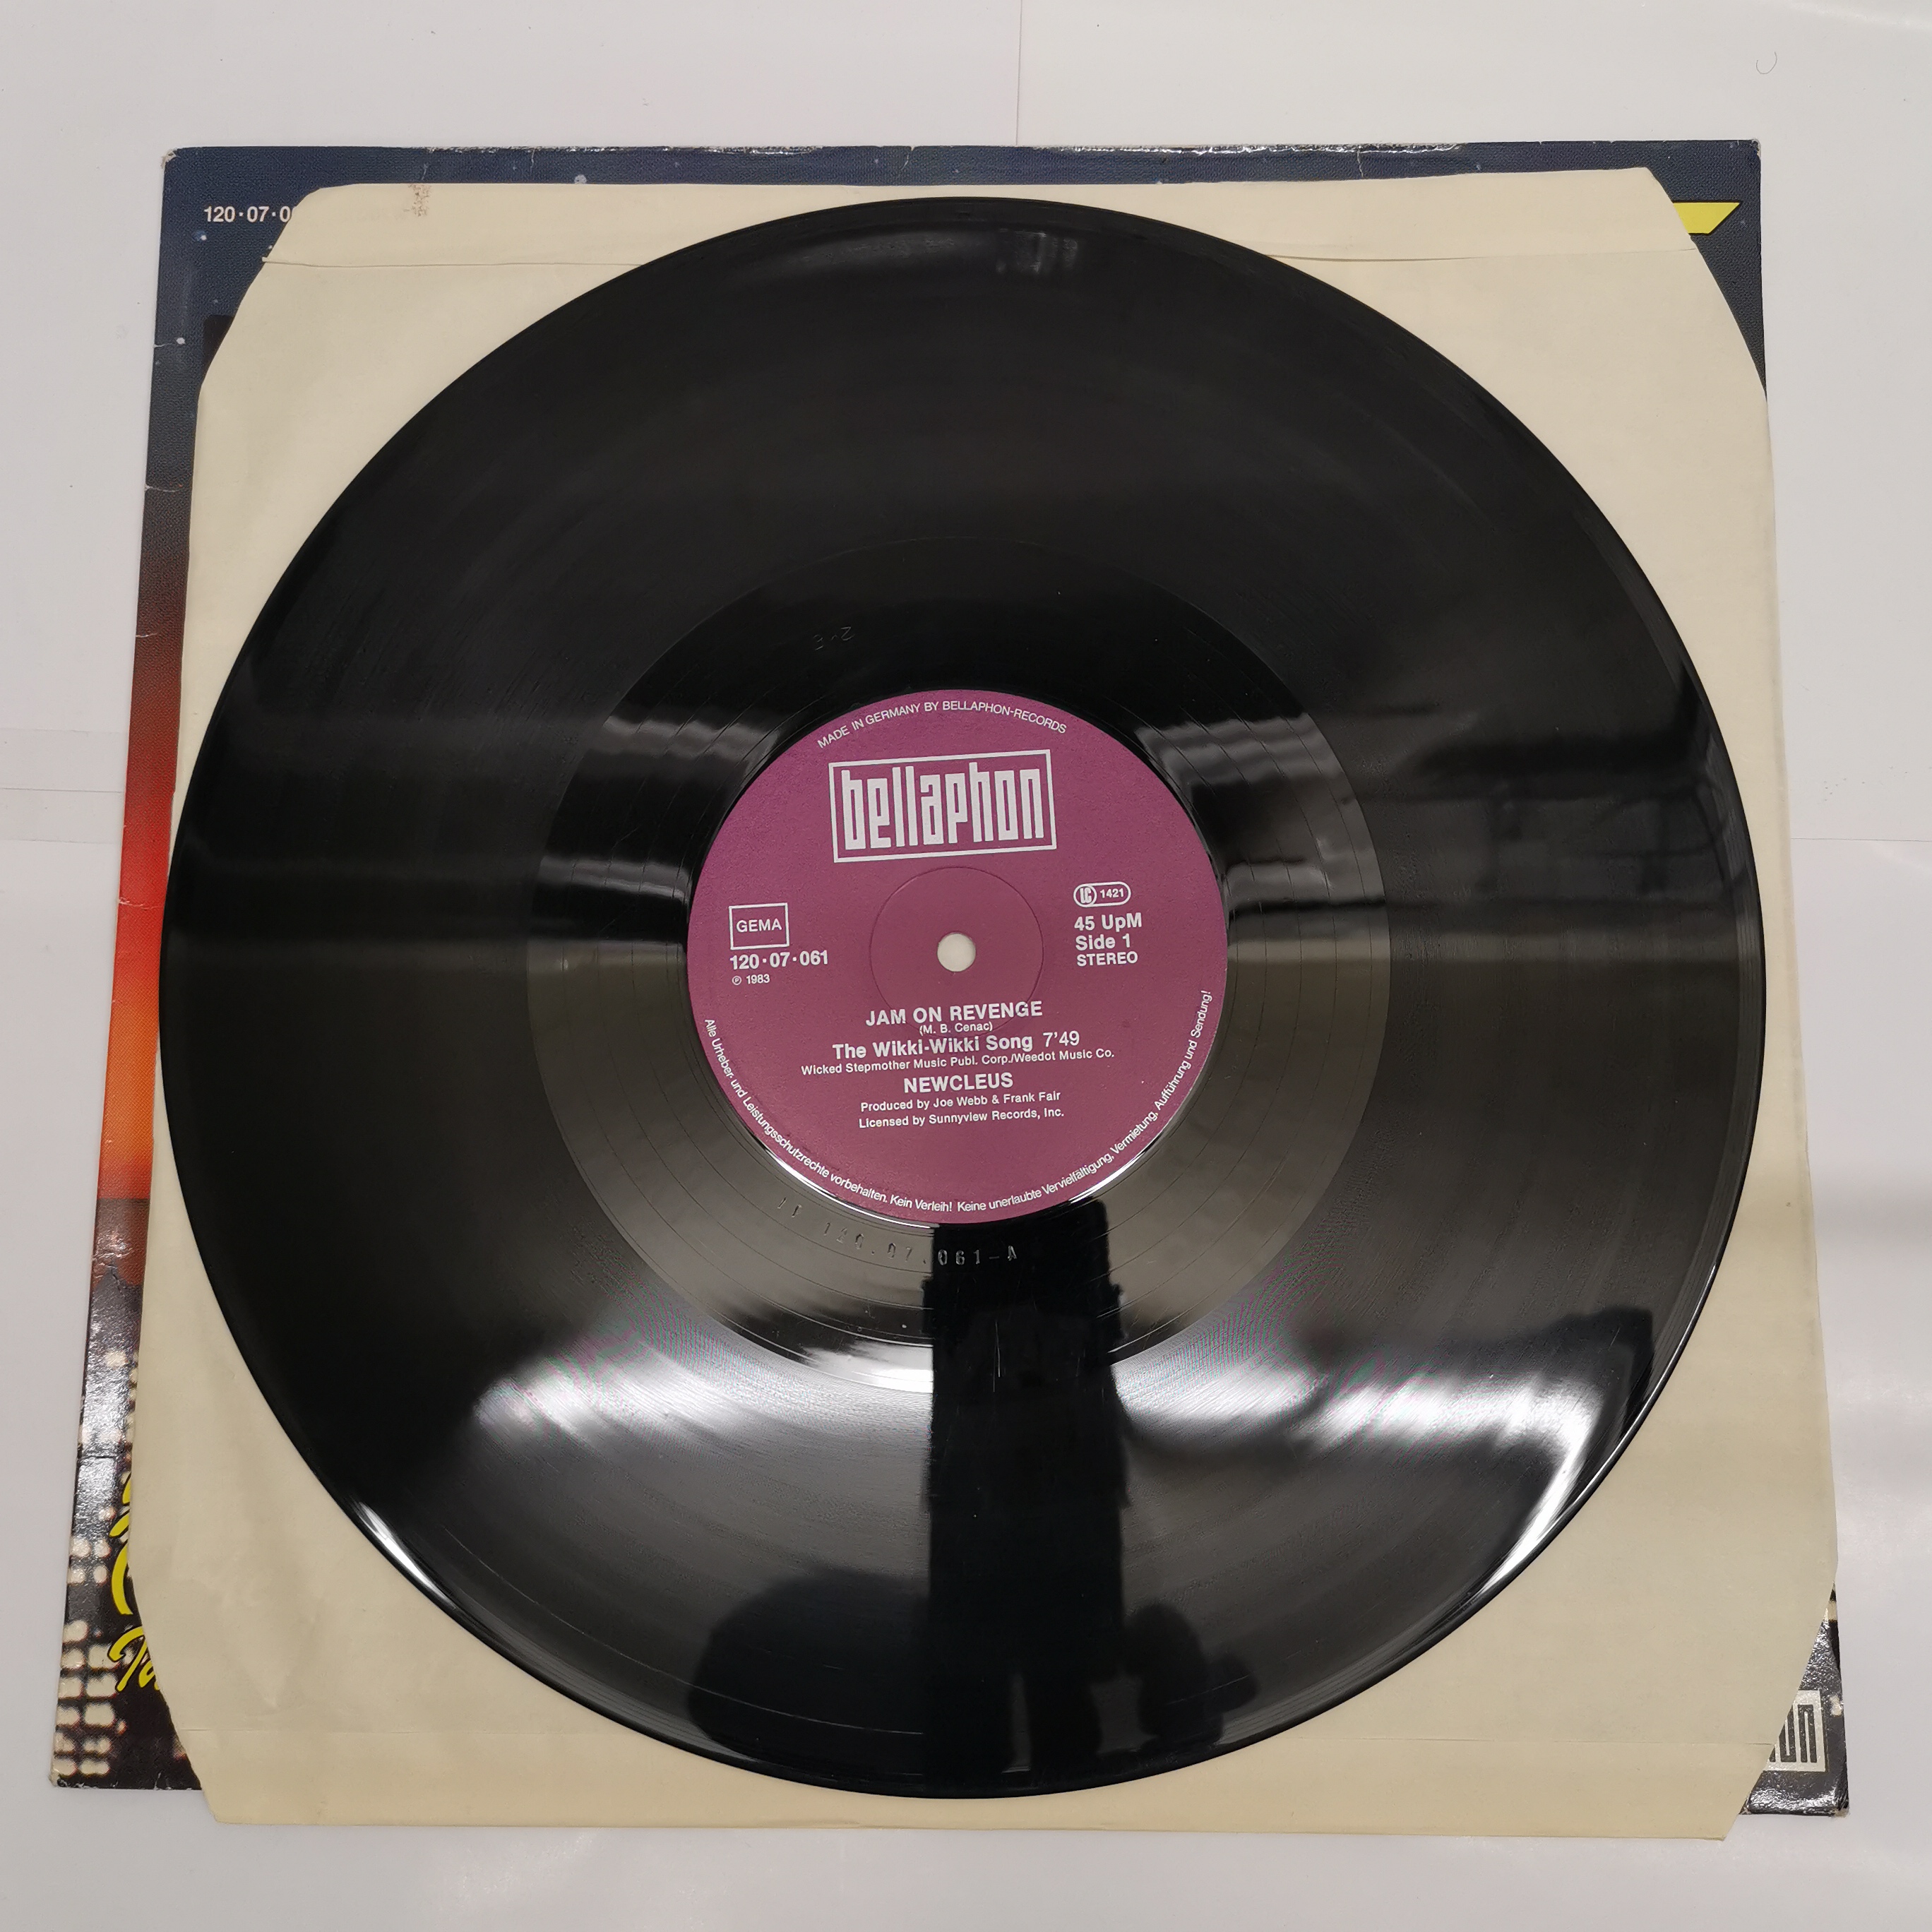 120·07·0
MADE IN GERMANY BY BELLAPHON-RECORDS
bellaphon
GEMA
120·07·061
℗ 1983
LC 1421
45 UpM
Side 1
STEREO
JAM ON REVENGE
(M. B. Cenac)
The Wikki-Wikki Song 7'49
Wicked Stepmother Music Publ. Corp./Weedot Music Co.
NEWCLEUS
Produced by Joe Webb & Frank Fair
Licensed by Sunnyview Records, Inc.
Alle Urheber- und Leistungsschutzrechte vorbehalten. Kein Verleih! Keine unerlaubte Vervielfältigung, Vermietung, Aufführung und Sendung!
120.07.061-A